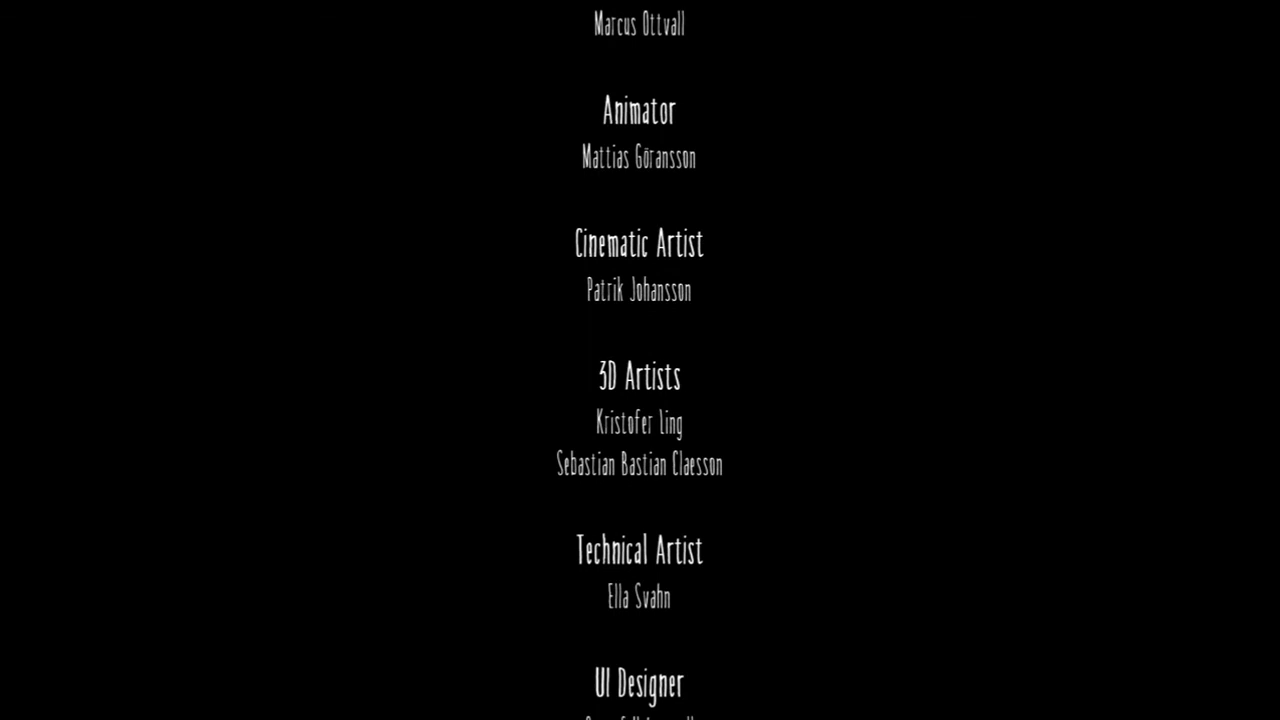 Marcus Ottvall
Animator
Mattias Göransson
Cinematic Artist
Patrik Johansson
3D Artists
Kristofer Ling
Sebastian Bastian Claesson
Technical Artist
Ella Svahn
UI Designer